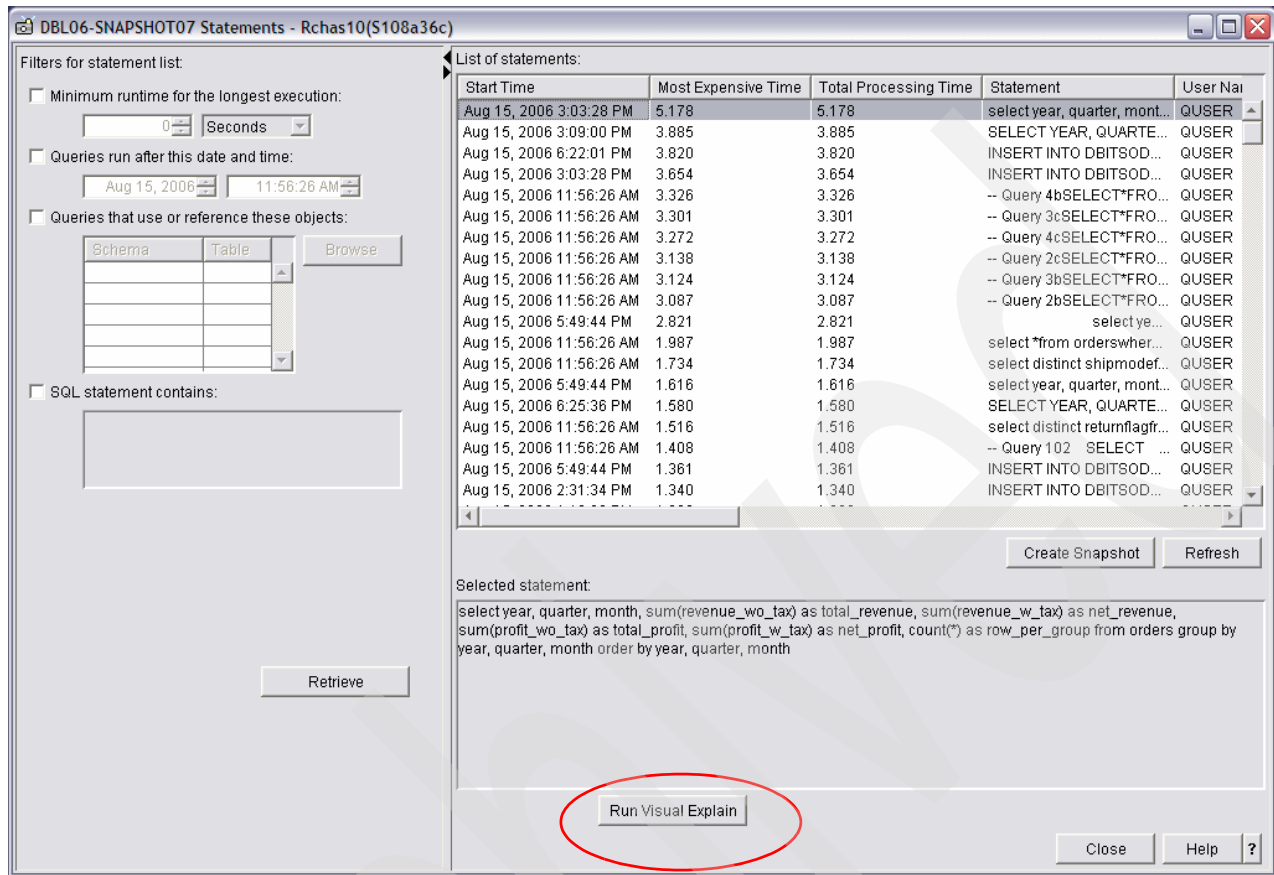 DBL06-SNAPSHOT07 Statements - Rchas10(S108a36c)
Filters for statement list:
Minimum runtime for the longest execution:
0 Seconds
Queries run after this date and time:
Aug 15, 2006 11:56:26 AM
Queries that use or reference these objects:
Schema Table Browse
SQL statement contains:
Retrieve
List of statements:
Start Time Most Expensive Time Total Processing Time Statement User Nar
Aug 15, 2006 3:03:28 PM 5.178 5.178 select year, quarter, mont... QUSER
Aug 15, 2006 3:09:00 PM 3.885 3.885 SELECT YEAR, QUARTE... QUSER
Aug 15, 2006 6:22:01 PM 3.820 3.820 INSERT INTO DBITSOD... QUSER
Aug 15, 2006 3:03:28 PM 3.654 3.654 INSERT INTO DBITSOD... QUSER
Aug 15, 2006 11:56:26 AM 3.326 3.326 -- Query 4bSELECT*FRO... QUSER
Aug 15, 2006 11:56:26 AM 3.301 3.301 -- Query 3cSELECT*FRO... QUSER
Aug 15, 2006 11:56:26 AM 3.272 3.272 -- Query 4cSELECT*FRO... QUSER
Aug 15, 2006 11:56:26 AM 3.138 3.138 -- Query 2cSELECT*FRO... QUSER
Aug 15, 2006 11:56:26 AM 3.124 3.124 -- Query 3bSELECT*FRO... QUSER
Aug 15, 2006 11:56:26 AM 3.087 3.087 -- Query 2bSELECT*FRO... QUSER
Aug 15, 2006 5:49:44 PM 2.821 2.821 select ye... QUSER
Aug 15, 2006 11:56:26 AM 1.987 1.987 select *from orderswher... QUSER
Aug 15, 2006 11:56:26 AM 1.734 1.734 select distinct shipmodef... QUSER
Aug 15, 2006 5:49:44 PM 1.616 1.616 select year, quarter, mont... QUSER
Aug 15, 2006 6:25:36 PM 1.580 1.580 SELECT YEAR, QUARTE... QUSER
Aug 15, 2006 11:56:26 AM 1.516 1.516 select distinct returnflagfr... QUSER
Aug 15, 2006 11:56:26 AM 1.408 1.408 -- Query 102 SELECT ... QUSER
Aug 15, 2006 5:49:44 PM 1.361 1.361 INSERT INTO DBITSOD... QUSER
Aug 15, 2006 2:31:34 PM 1.340 1.340 INSERT INTO DBITSOD... QUSER
Create Snapshot Refresh
Selected statement:
select year, quarter, month, sum(revenue_wo_tax) as total_revenue, sum(revenue_w_tax) as net_revenue,
sum(profit_wo_tax) as total_profit, sum(profit_w_tax) as net_profit, count(*) as row_per_group from orders group by
year, quarter, month order by year, quarter, month
Run Visual Explain
Close Help ?